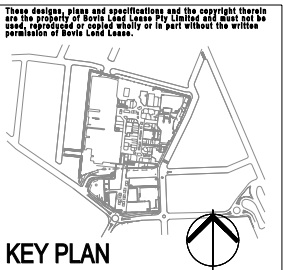 These designs, plans and specifications and the copyright therein
are the property of Bovis Lend Lease Pty Limited and must not be
used, reproduced or copied wholly or in part without the written
permission of Bovis Lend Lease.
KEY PLAN